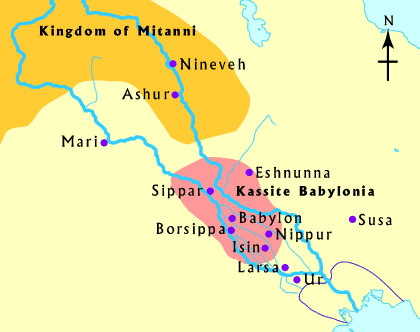 Kingdom of Mitanni
N
Nineveh
Ashur
Mari
Eshnunna
Sippar
Kassite Babylonia
Babylon
Susa
Borsippa
Nippur
Isin
Larsa
Ur